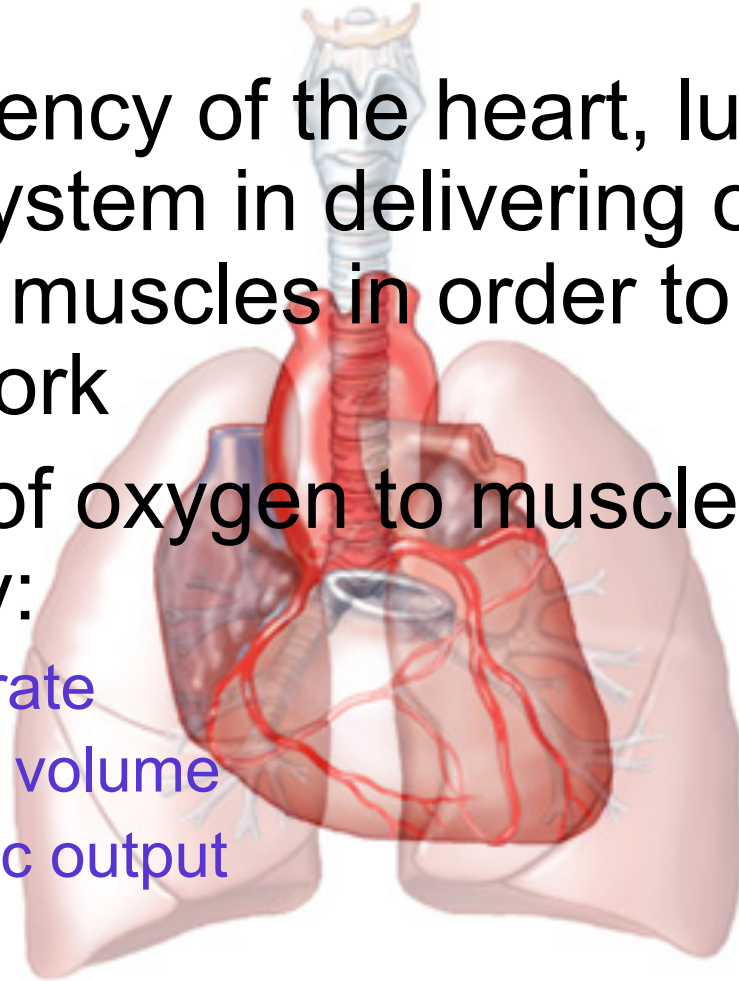 ency of the heart, lu
ystem in delivering o
muscles in order to
ork
of oxygen to muscle
y:
rate
volume
c output